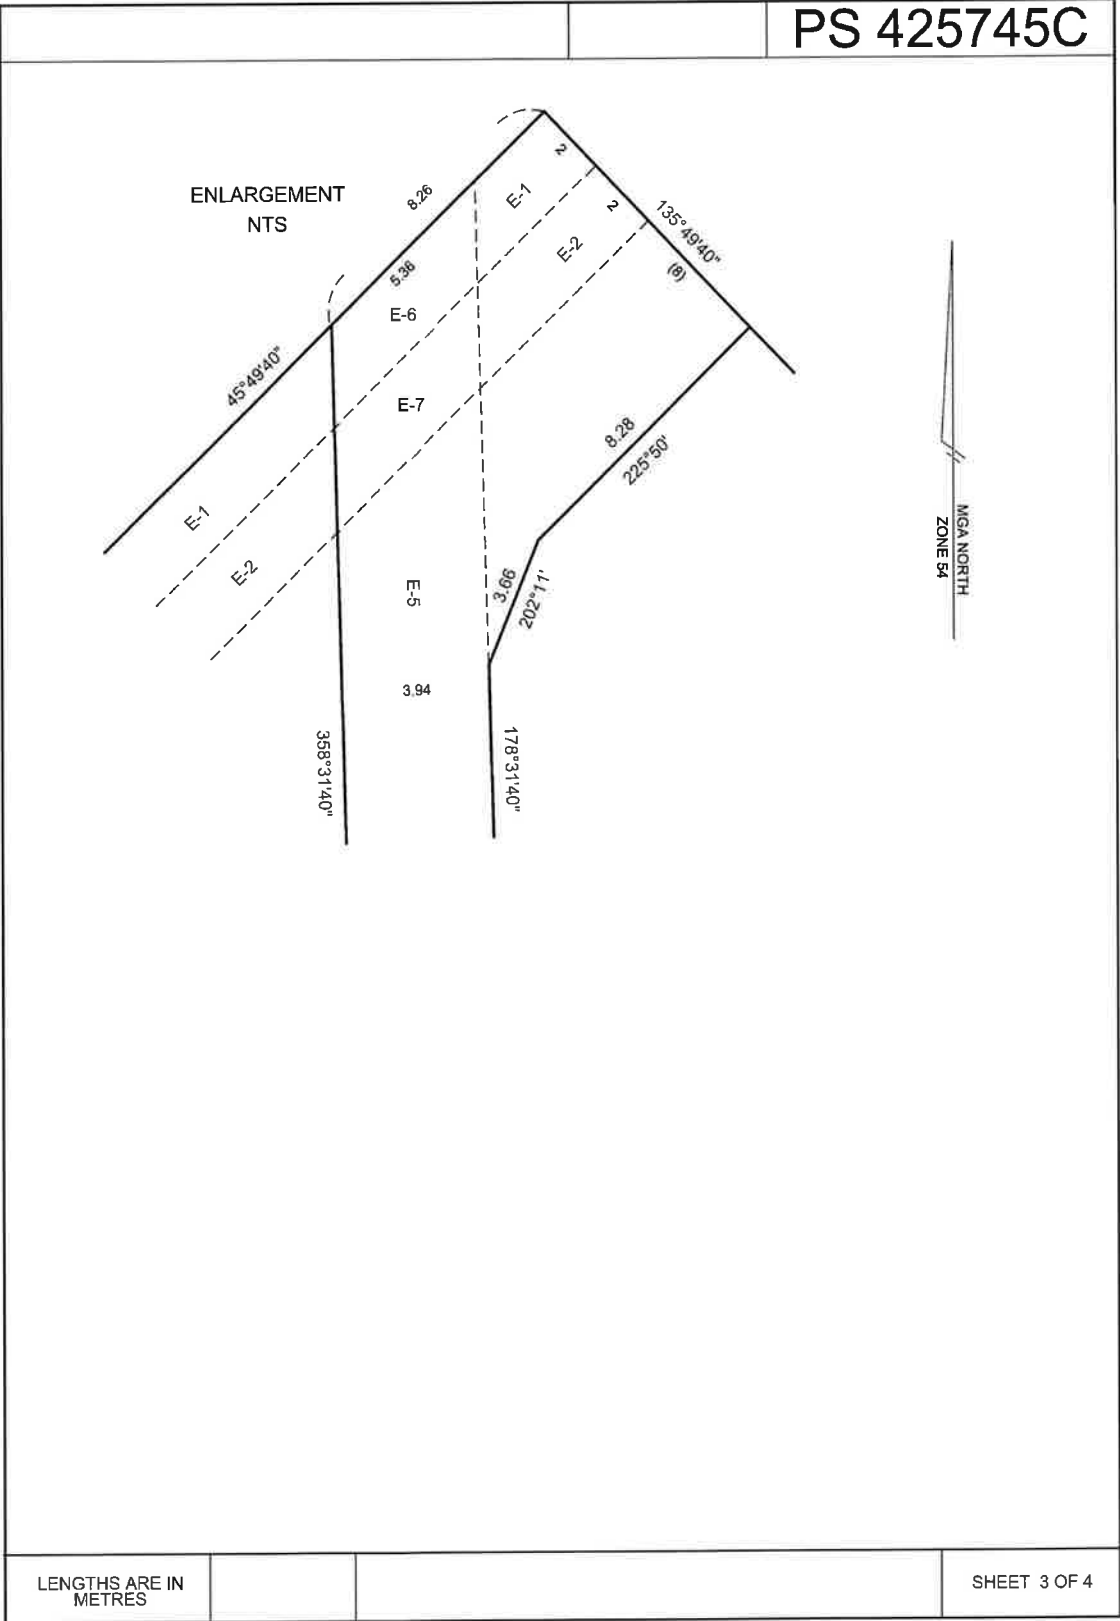 PS 425745C
ENLARGEMENT
NTS
8.26
5.36
2
2
E-1
E-2
135°49'40"
(8)
E-6
45°49'40"
E-7
8.28
225°50'
E-1
E-2
E-5
3.66
202°11'
3.94
358°31'40"
178°31'40"
MGA NORTH
ZONE 54
LENGTHS ARE IN
METRES
SHEET 3 OF 4